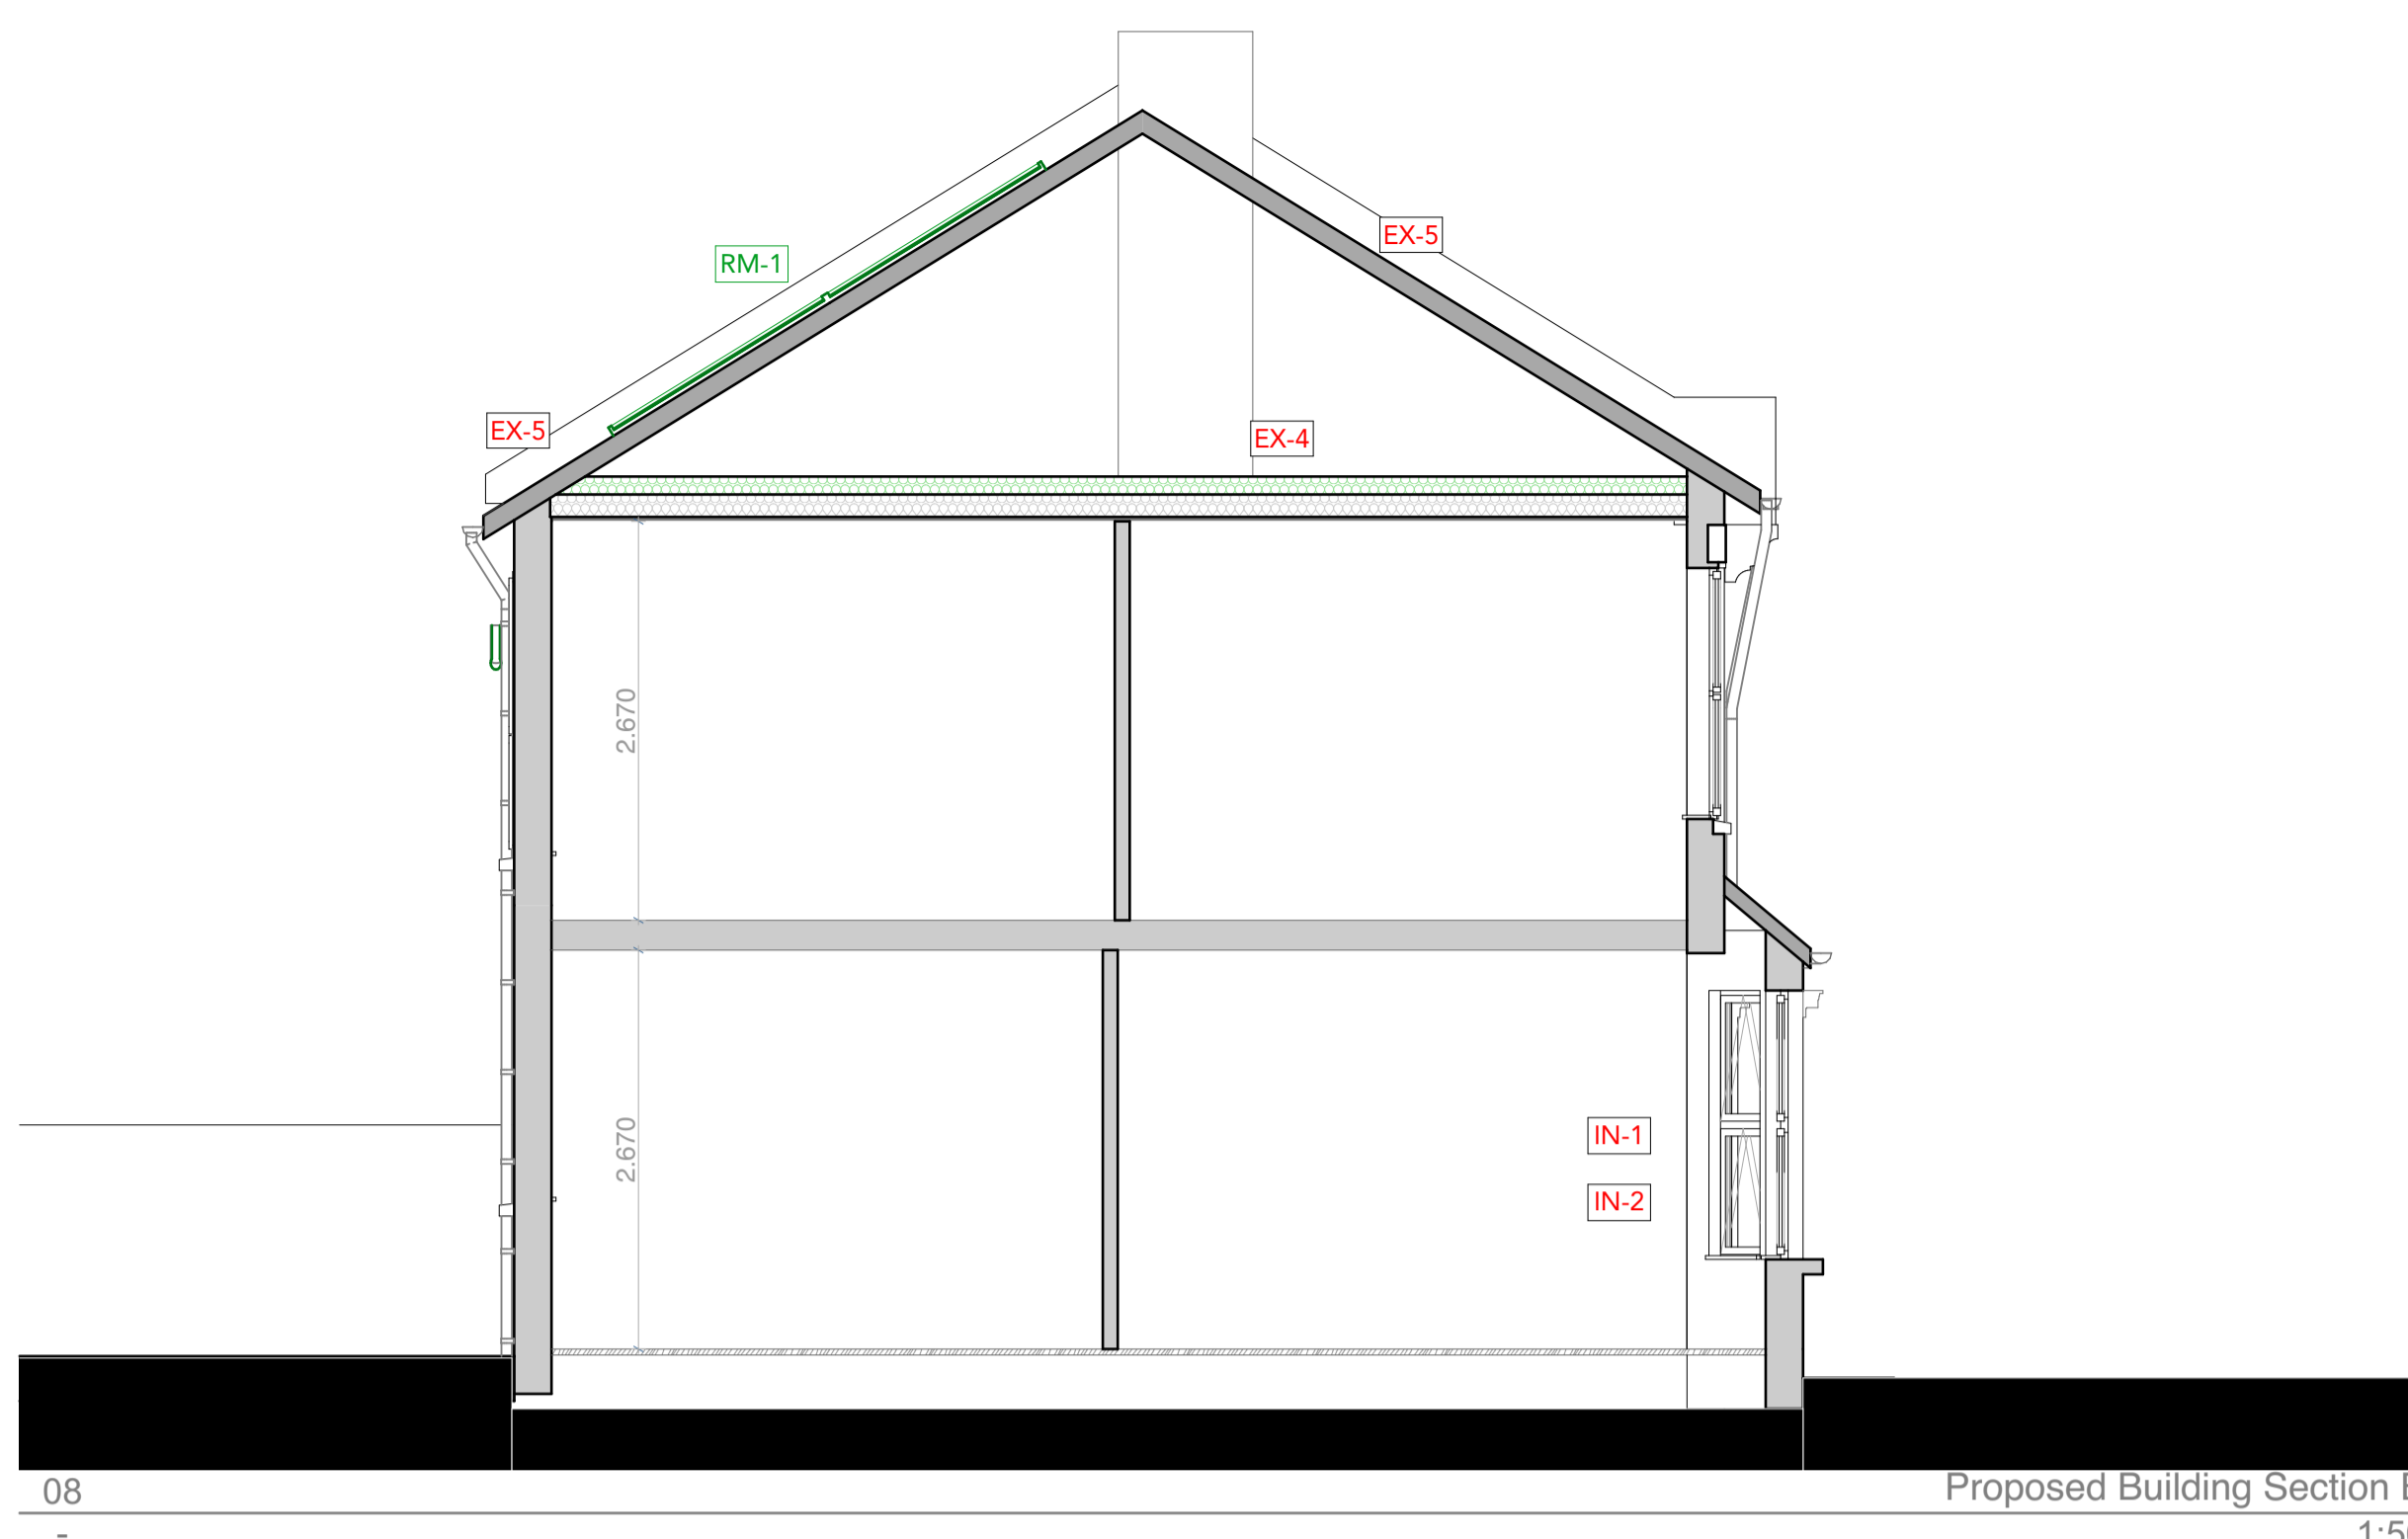 RM-1
EX-5
EX-5
EX-4
2.670
2.670
IN-1
IN-2
08
Proposed Building Section
-